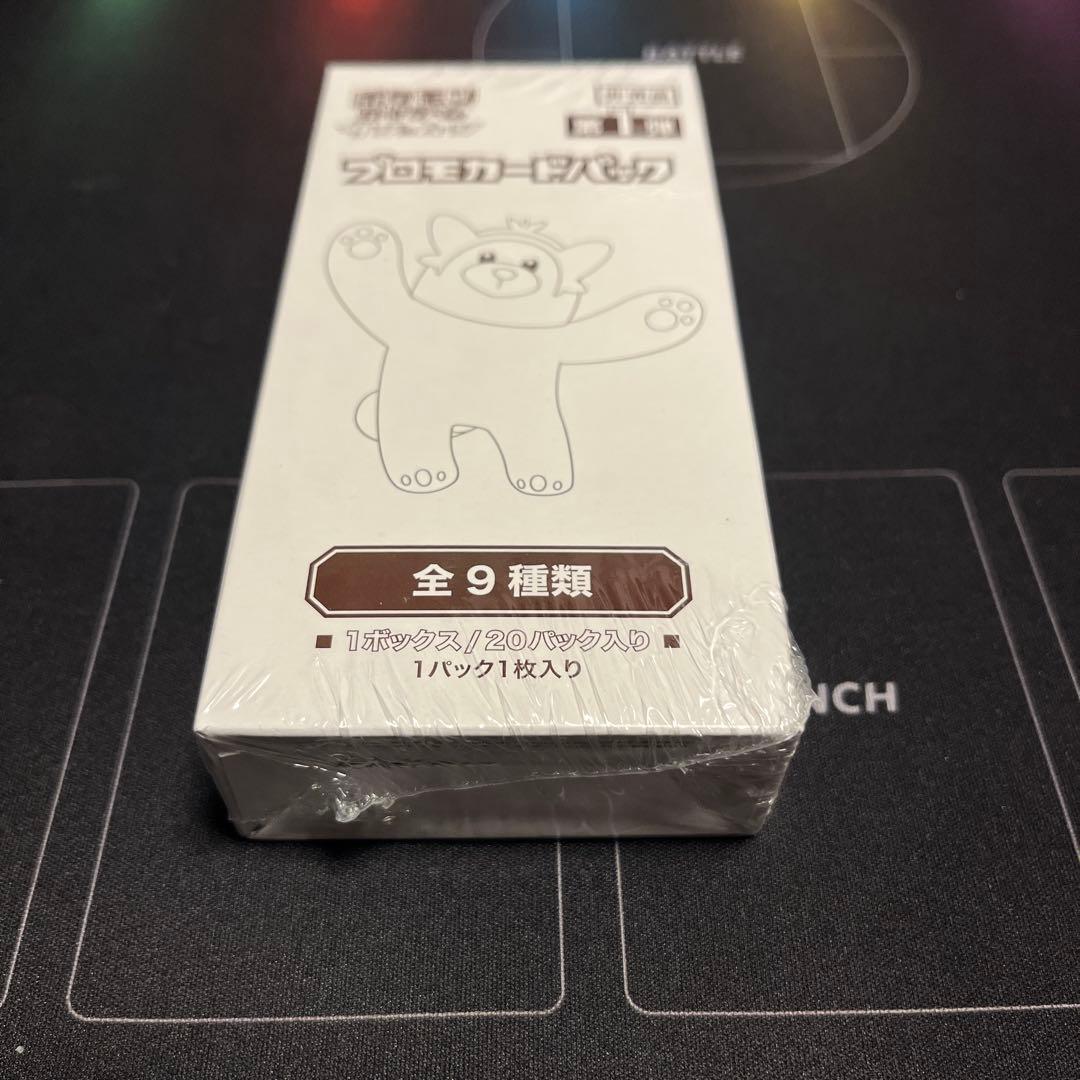 BATTLE
第1弾
プロモカードパック
全9種類
■ 1ボックス/20パック入り ■
1パック1枚入り
NCH